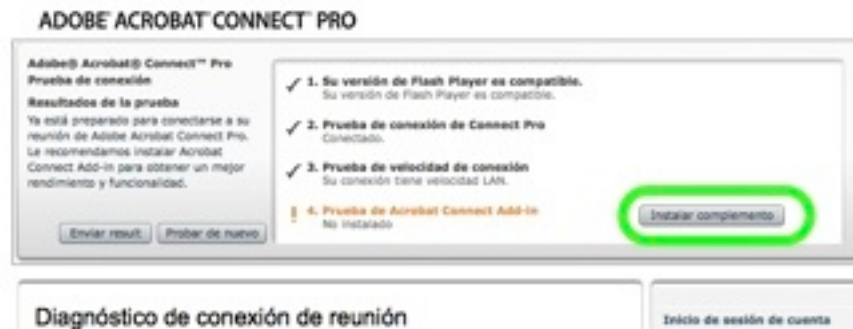 ADOBE® ACROBAT® CONNECT™ PRO
Adobe® Acrobat® Connect™ Pro
Prueba de conexión
Resultados de la prueba
Ya está preparado para conectarse a su
reunión de Adobe Acrobat Connect Pro.
Le recomendamos instalar Acrobat
Connect Add-in para obtener un mejor
rendimiento y funcionalidad.
Enviar result. Probar de nuevo
1. Su versión de Flash Player es compatible.
Su versión de Flash Player es compatible.
2. Prueba de conexión de Connect Pro
Conectado.
3. Prueba de velocidad de conexión
Su conexión tiene velocidad LAN.
! 4. Prueba de Acrobat Connect Add-in
No instalado
Instalar complemento
Diagnóstico de conexión de reunión
Inicio de sesión de cuenta